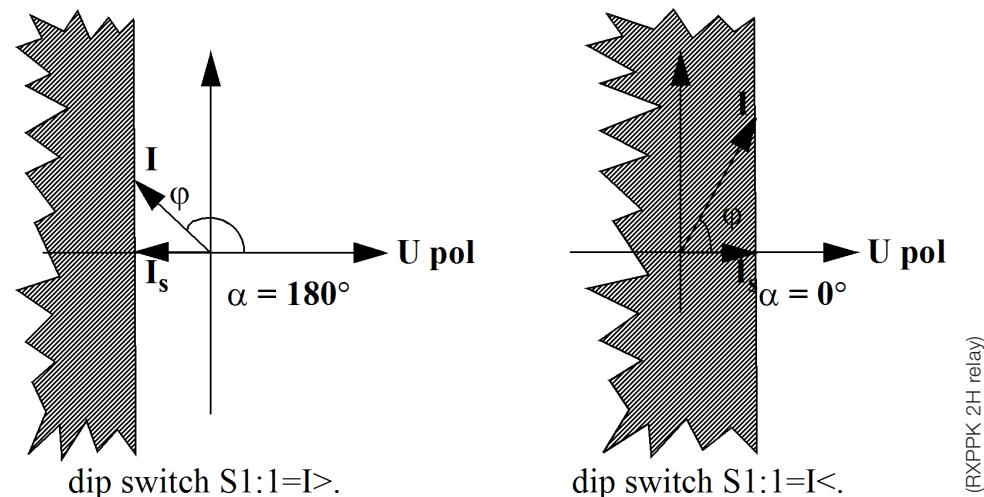 I
φ
U pol
Iₛ
α = 180°
dip switch S1:1=I>.
I
φ
U pol
Iₛ
α = 0°
dip switch S1:1=I<.
(RXPPK 2H relay)